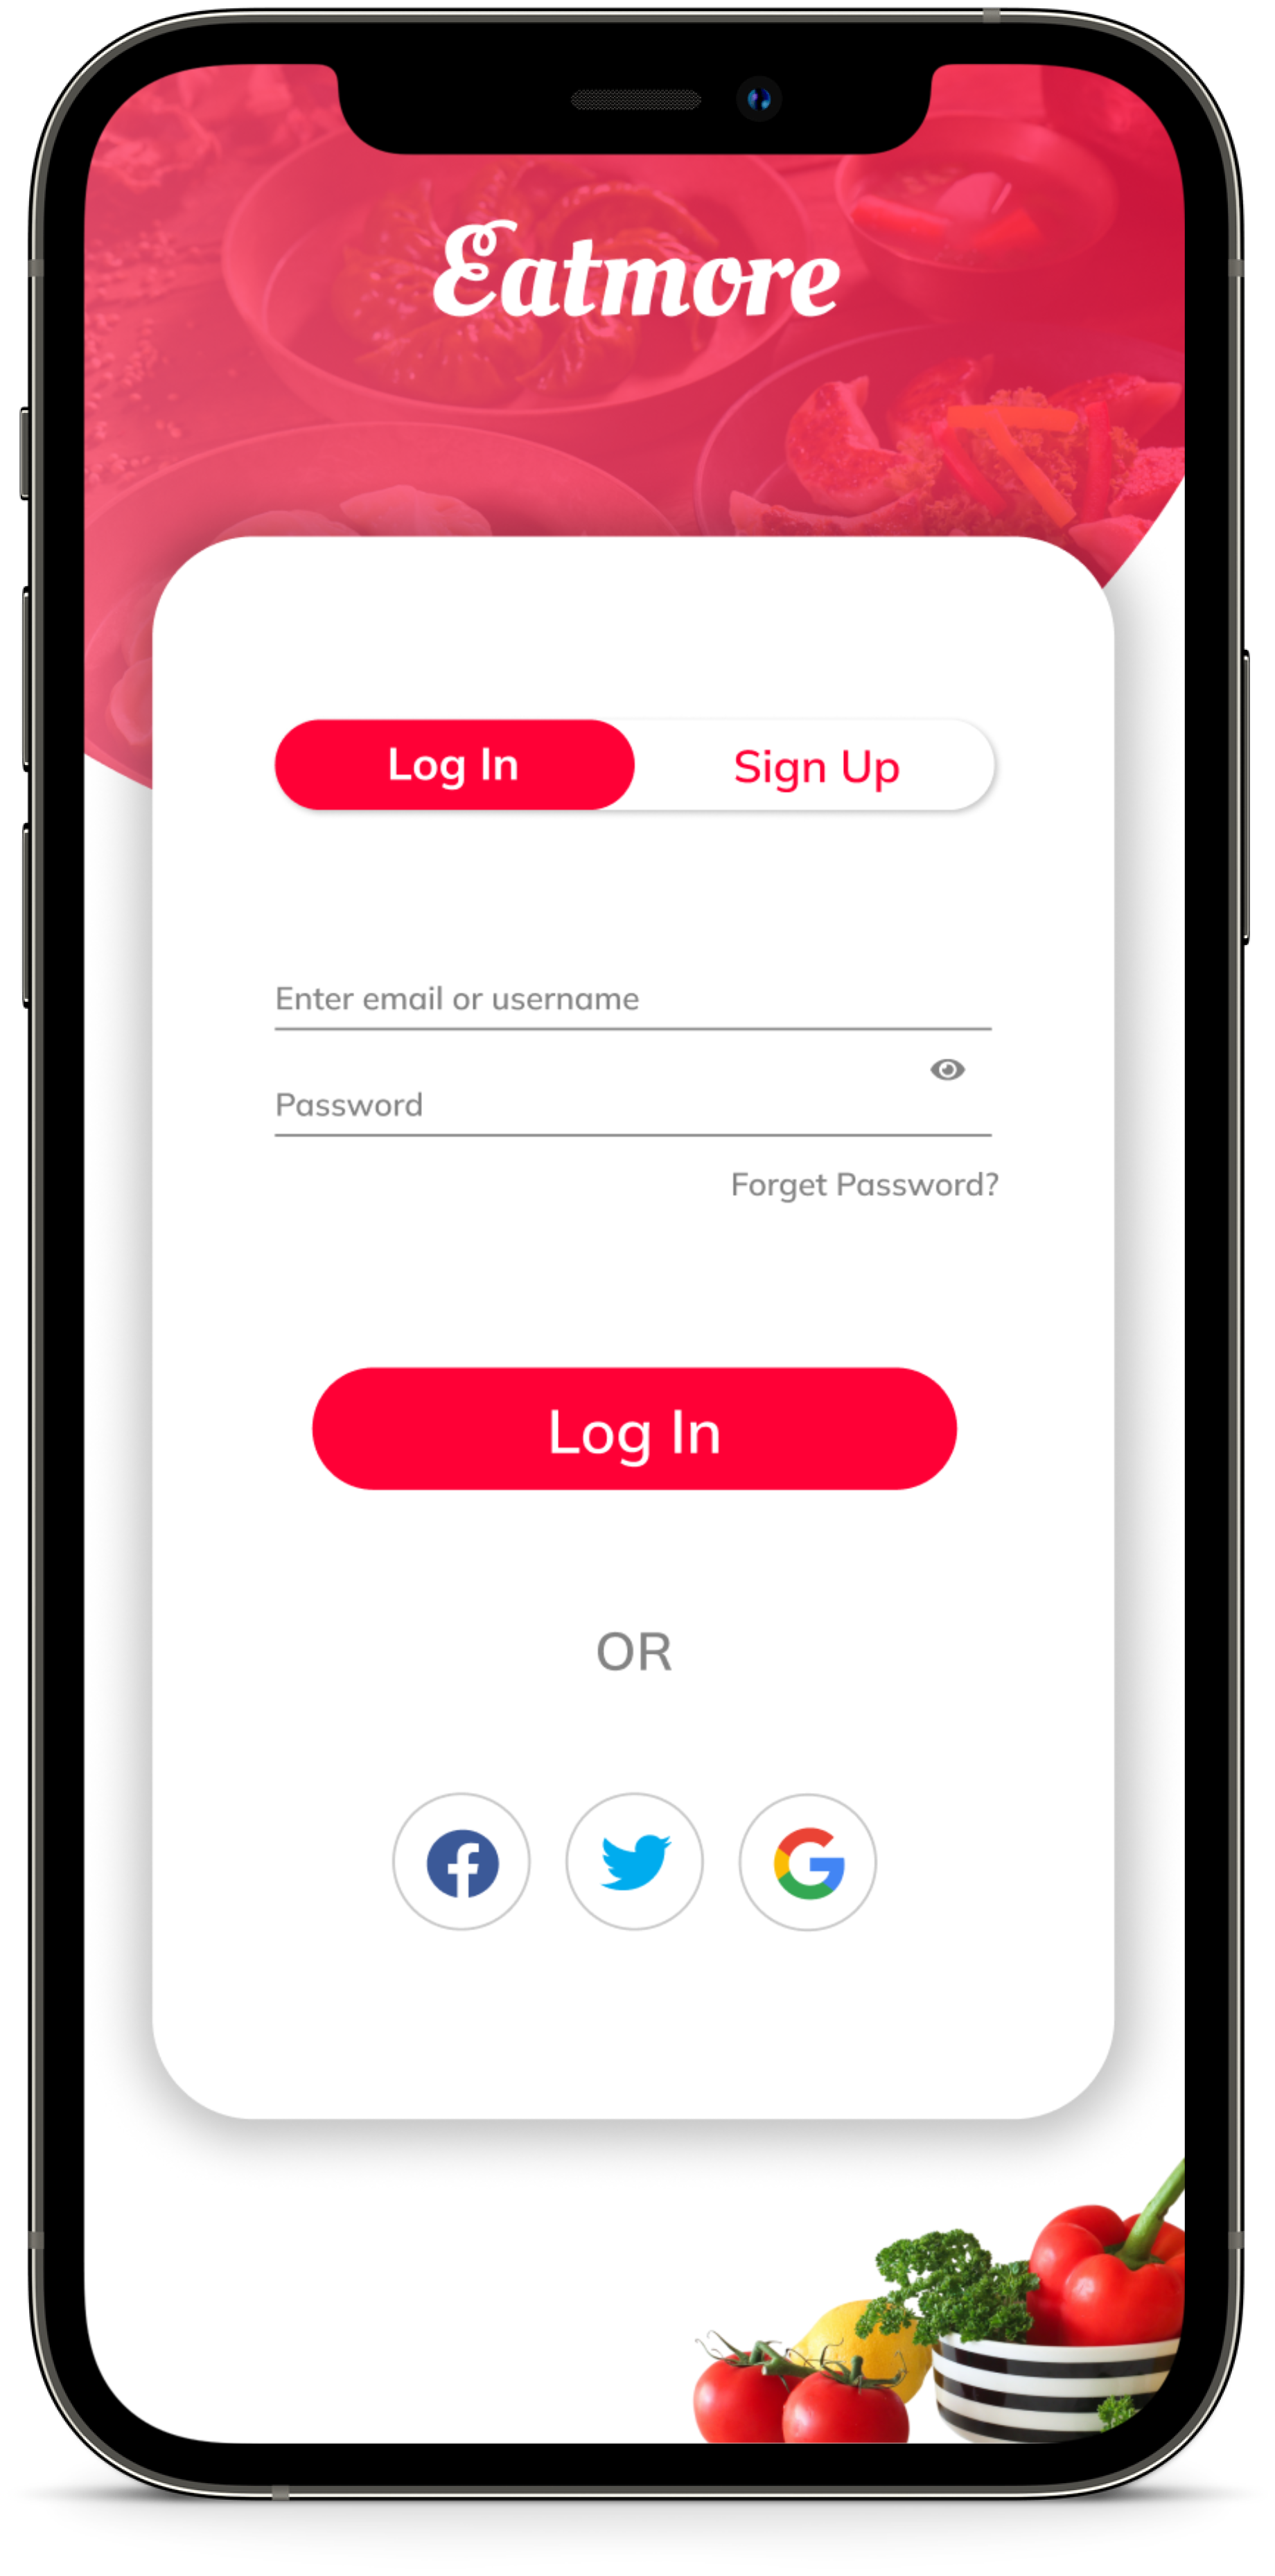 Eatmore
Log In
Sign Up
Enter email or username
Password
Forget Password?
Log In
OR